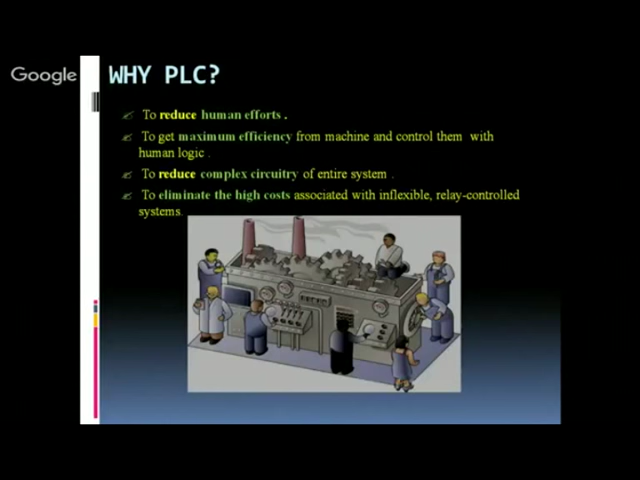 Google
WHY PLC?
To reduce human efforts .
To get maximum efficiency from machine and control them with
human logic .
To reduce complex circuitry of entire system .
To eliminate the high costs associated with inflexible, relay-controlled
systems.